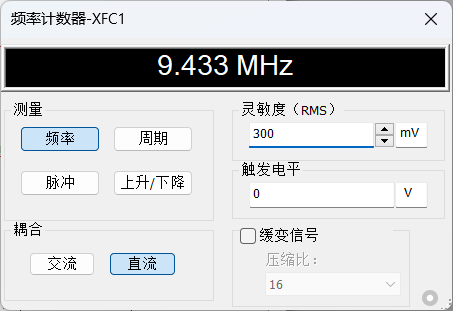 频率计数器-XFC1
9.433 MHz
测量
频率 周期
脉冲 上升/下降
耦合
交流 直流
灵敏度（RMS）
300 mV
触发电平
0 V
缓变信号
压缩比：
16